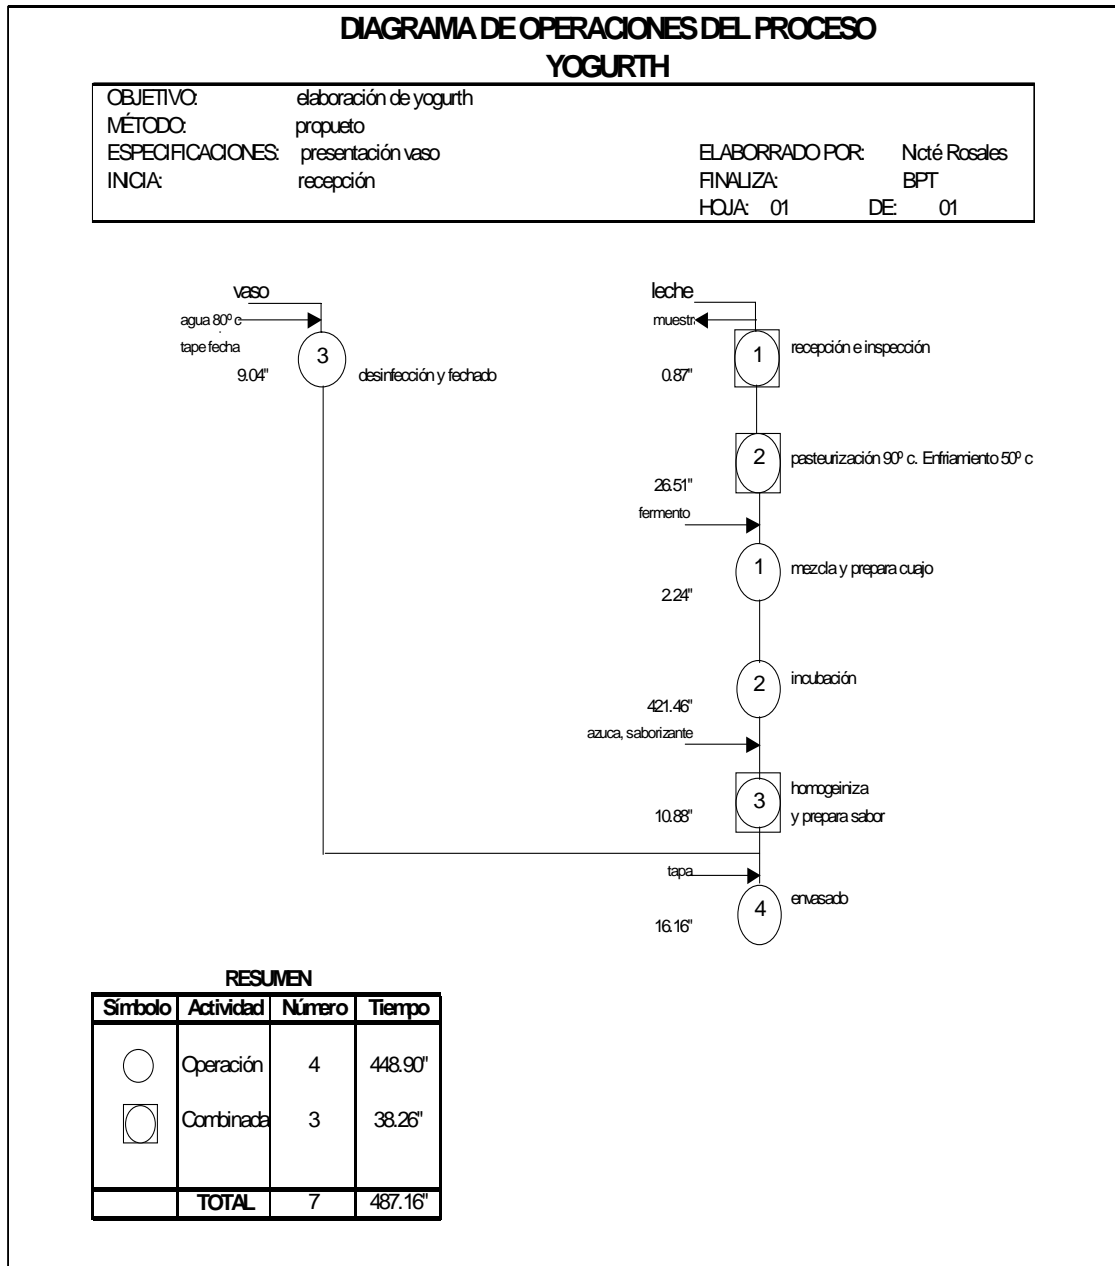 DIAGRAMA DE OPERACIONES DEL PROCESO
YOGURTH
OBJETIVO: elaboración de yogurth
MÉTODO: propueto
ESPECIFICACIONES: presentación vaso ELABORRADO POR: Nicté Rosales
INICIA: recepción FINALIZA: BPT
HOJA: 01 DE: 01
vaso
agua 80º c
tape fecha
3
9.04"
desinfección y fechado
leche
muestr
1
recepción e inspección
0.87"
2
pasteurización 90º c. Enfriamiento 50º c
26.51"
fermento
1
mezcla y prepara cuajo
2.24"
2
incubación
421.46"
azuca, saborizante
3
homogeiniza
y prepara sabor
10.88"
tapa
4
envasado
16.16"
RESUMEN
Símbolo Actividad Número Tiempo
Operación 4 448.90"
Combinada 3 38.26"
TOTAL 7 487.16"